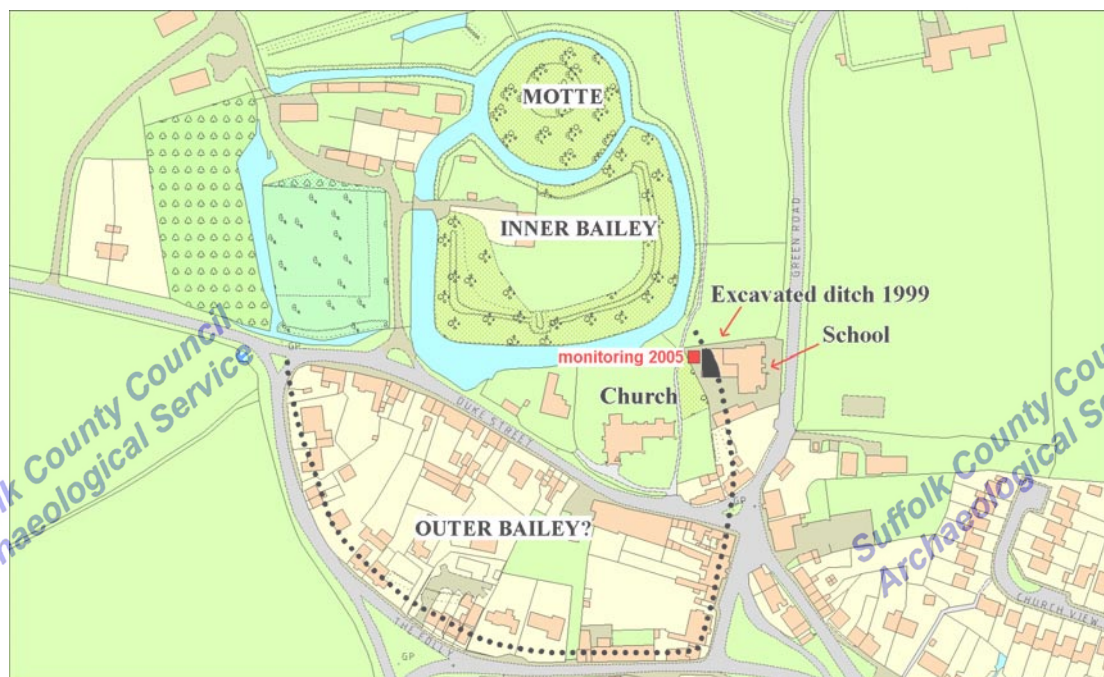 MOTTE
INNER BAILEY
GREEN ROAD
Excavated ditch 1999
School
monitoring 2005
Church
GP
DUKE STREET
GP
OUTER BAILEY?
THE FOLLY
GP
CHURCH VIEW
Suffolk County Council
Archaeological Service
Suffolk County
Archaeological